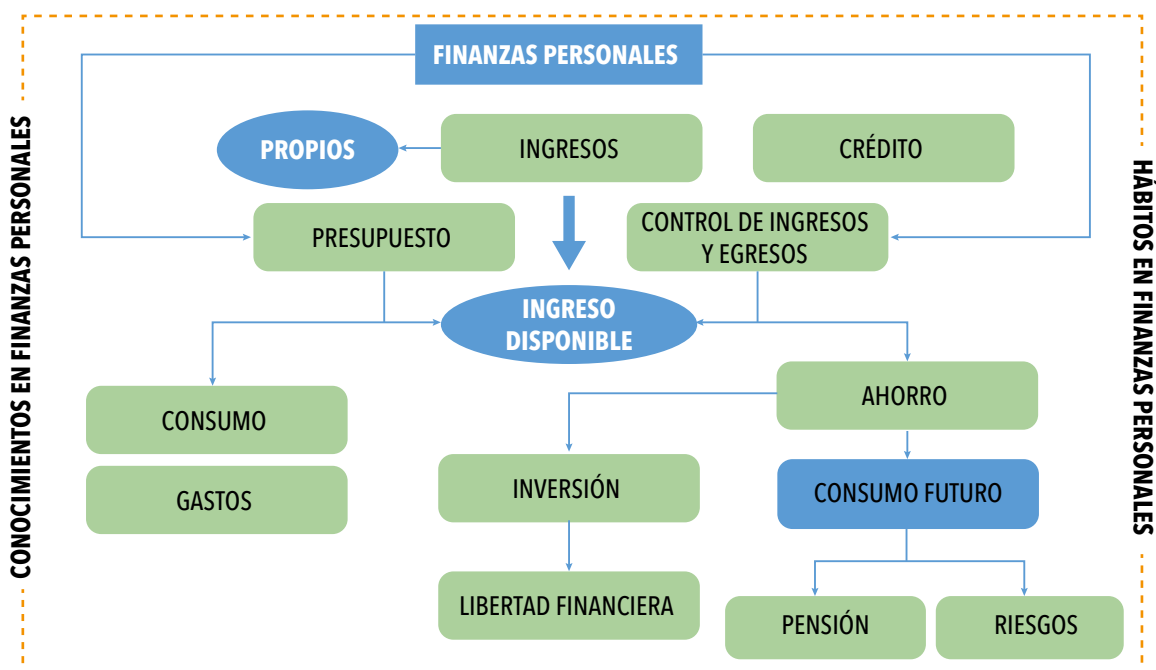 FINANZAS PERSONALES
PROPIOS
INGRESOS
CRÉDITO
PRESUPUESTO
CONTROL DE INGRESOS
Y EGRESOS
INGRESO
DISPONIBLE
CONSUMO
AHORRO
GASTOS
INVERSIÓN
CONSUMO FUTURO
LIBERTAD FINANCIERA
PENSIÓN
RIESGOS
CONOCIMIENTOS EN FINANZAS PERSONALES
HÁBITOS EN FINANZAS PERSONALES